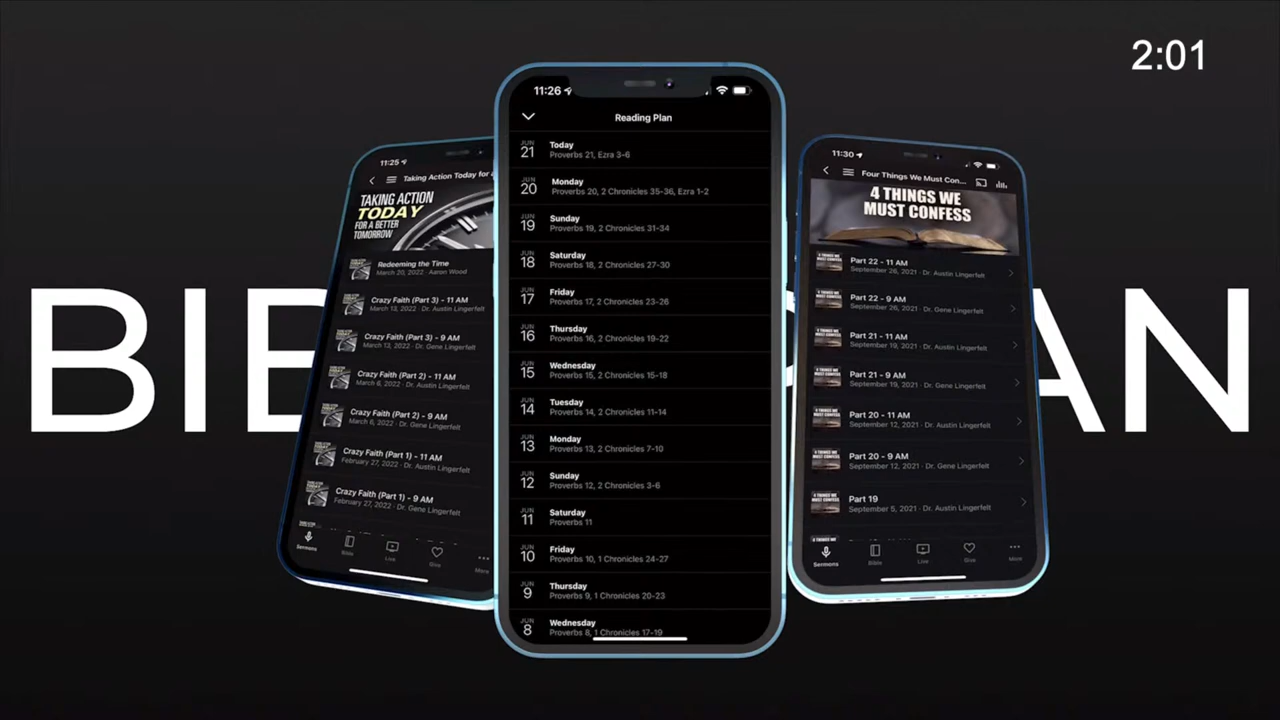 2:01
BIB
AN
11:25
Taking Action Today for a
TAKING ACTION
TODAY
FOR A BETTER
TOMORROW
Redeeming the Time
March 20, 2022 · Aaron Wood
Crazy Faith (Part 3) - 11 AM
March 13, 2022 · Dr. Austin Lingerfelt
Crazy Faith (Part 3) - 9 AM
March 13, 2022 · Dr. Gene Lingerfelt
Crazy Faith (Part 2) - 11 AM
March 6, 2022 · Dr. Austin Lingerfelt
Crazy Faith (Part 2) - 9 AM
March 6, 2022 · Dr. Gene Lingerfelt
Crazy Faith (Part 1) - 11 AM
February 27, 2022 · Dr. Austin Lingerfelt
Crazy Faith (Part 1) - 9 AM
February 27, 2022 · Dr. Gene Lingerfelt
Sermons
Bible
Live
Give
More
11:26
Reading Plan
JUN
21
Today
Proverbs 21, Ezra 3-6
JUN
20
Monday
Proverbs 20, 2 Chronicles 35-36, Ezra 1-2
JUN
19
Sunday
Proverbs 19, 2 Chronicles 31-34
JUN
18
Saturday
Proverbs 18, 2 Chronicles 27-30
JUN
17
Friday
Proverbs 17, 2 Chronicles 23-26
JUN
16
Thursday
Proverbs 16, 2 Chronicles 19-22
JUN
15
Wednesday
Proverbs 15, 2 Chronicles 15-18
JUN
14
Tuesday
Proverbs 14, 2 Chronicles 11-14
JUN
13
Monday
Proverbs 13, 2 Chronicles 7-10
JUN
12
Sunday
Proverbs 12, 2 Chronicles 3-6
JUN
11
Saturday
Proverbs 11
JUN
10
Friday
Proverbs 10, 1 Chronicles 24-27
JUN
9
Thursday
Proverbs 9, 1 Chronicles 20-23
JUN
8
Wednesday
Proverbs 8, 1 Chronicles 17-19
11:30
Four Things We Must Con...
4 THINGS WE
MUST CONFESS
Part 22 - 11 AM
September 26, 2021 · Dr. Austin Lingerfelt
Part 22 - 9 AM
September 26, 2021 · Dr. Gene Lingerfelt
Part 21 - 11 AM
September 19, 2021 · Dr. Austin Lingerfelt
Part 21 - 9 AM
September 19, 2021 · Dr. Gene Lingerfelt
Part 20 - 11 AM
September 12, 2021 · Dr. Austin Lingerfelt
Part 20 - 9 AM
September 12, 2021 · Dr. Gene Lingerfelt
Part 19
September 5, 2021 · Dr. Austin Lingerfelt
Sermons
Bible
Live
Give
More